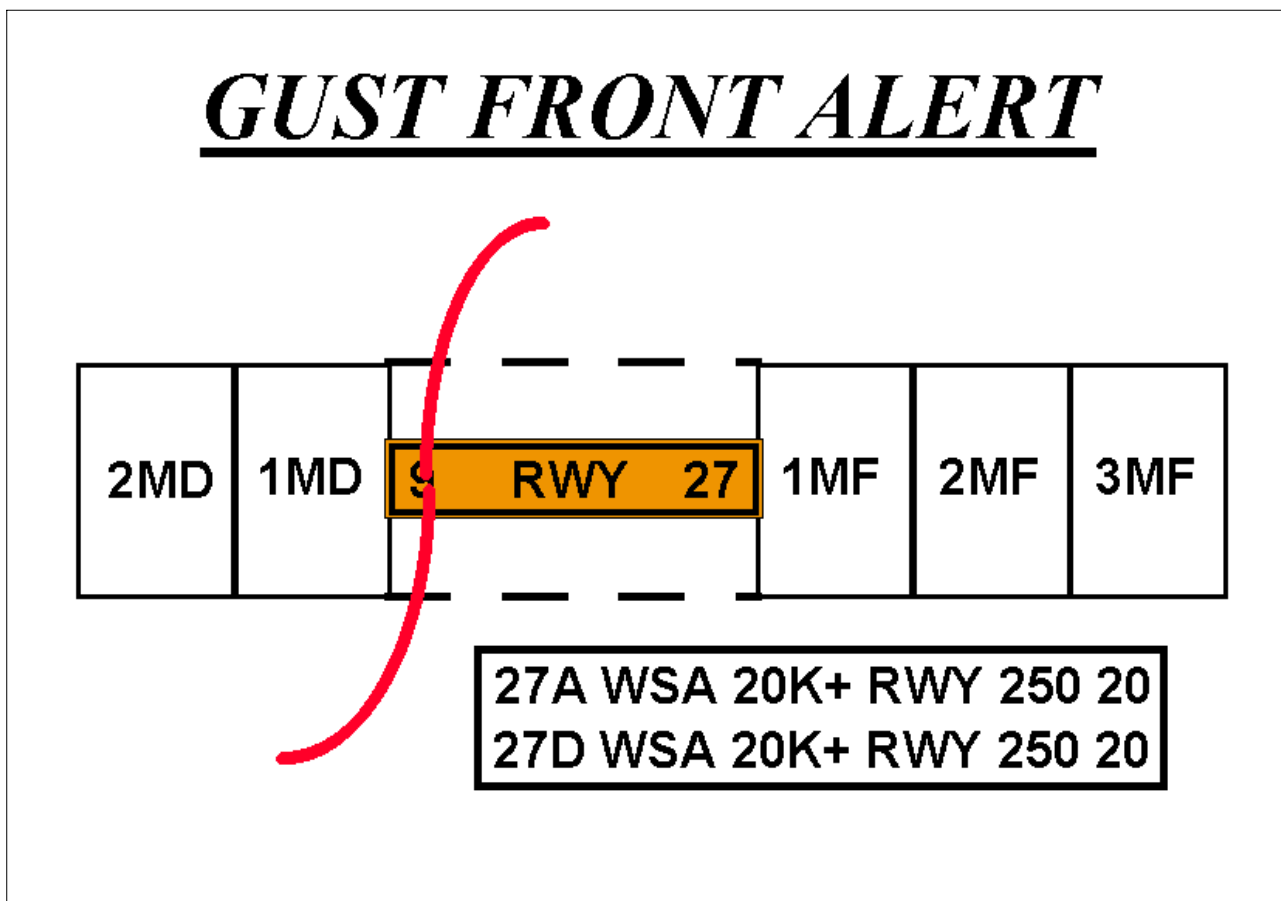 GUST FRONT ALERT
2MD 1MD 9 RWY 27 1MF 2MF 3MF
27A WSA 20K+ RWY 250 20
27D WSA 20K+ RWY 250 20